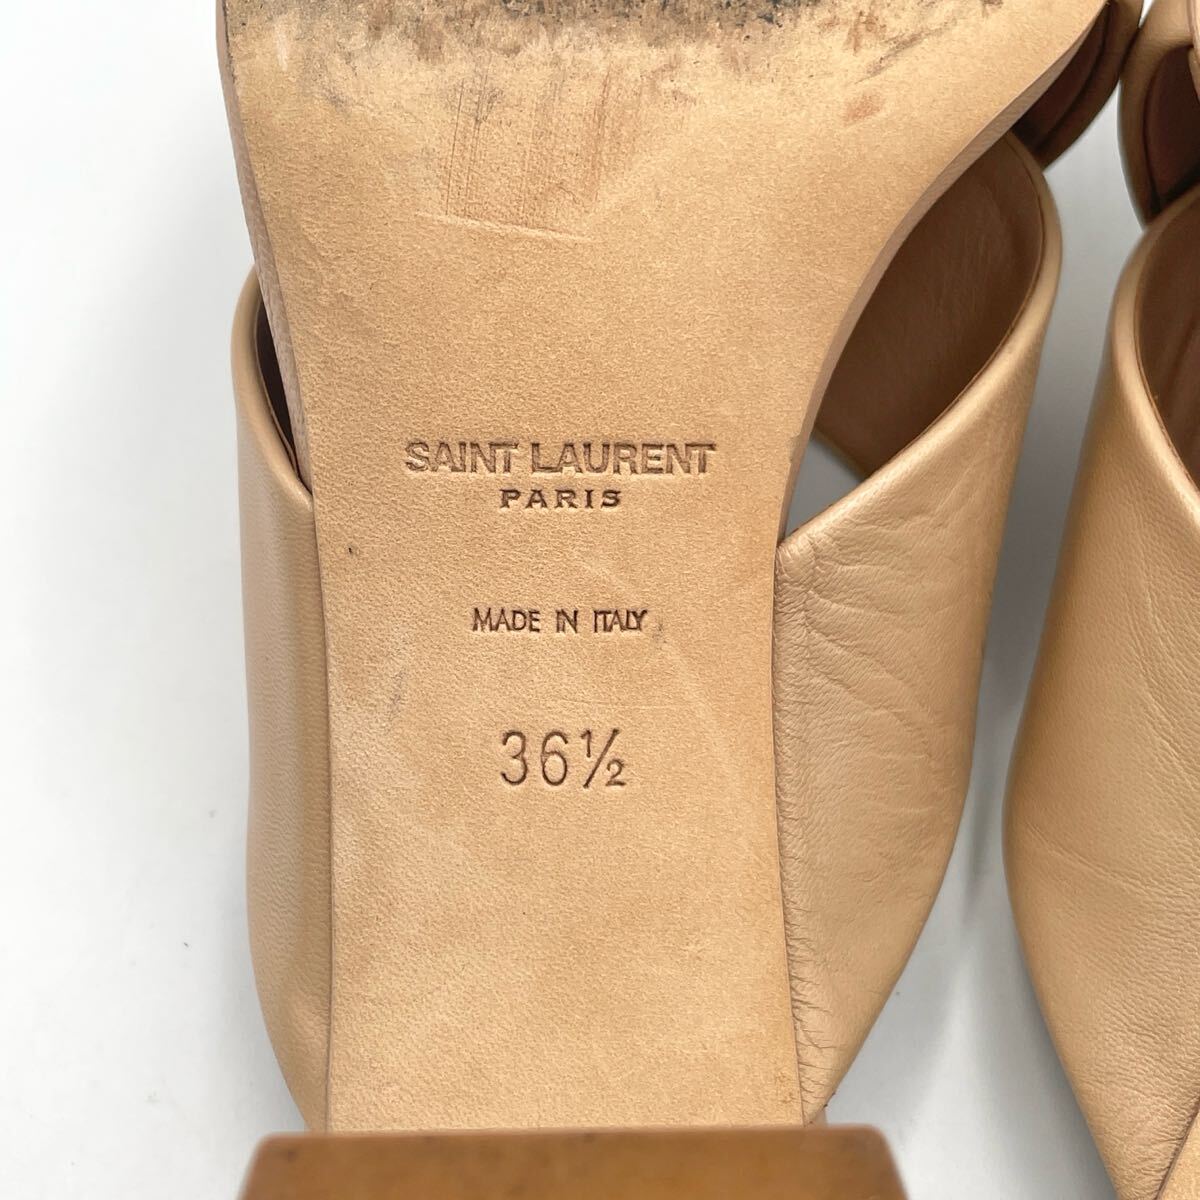 SAINT LAURENT
PARIS
MADE IN ITALY
36½